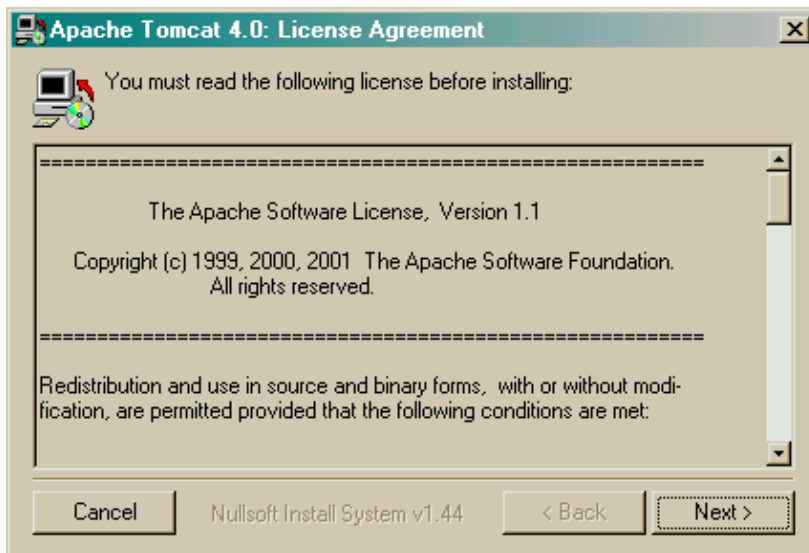 Apache Tomcat 4.0: License Agreement
You must read the following license before installing:
==========================================================
The Apache Software License, Version 1.1
Copyright (c) 1999, 2000, 2001 The Apache Software Foundation.
All rights reserved.
==========================================================
Redistribution and use in source and binary forms, with or without modi-
fication, are permitted provided that the following conditions are met:
Cancel Nullsoft Install System v1.44 < Back Next >